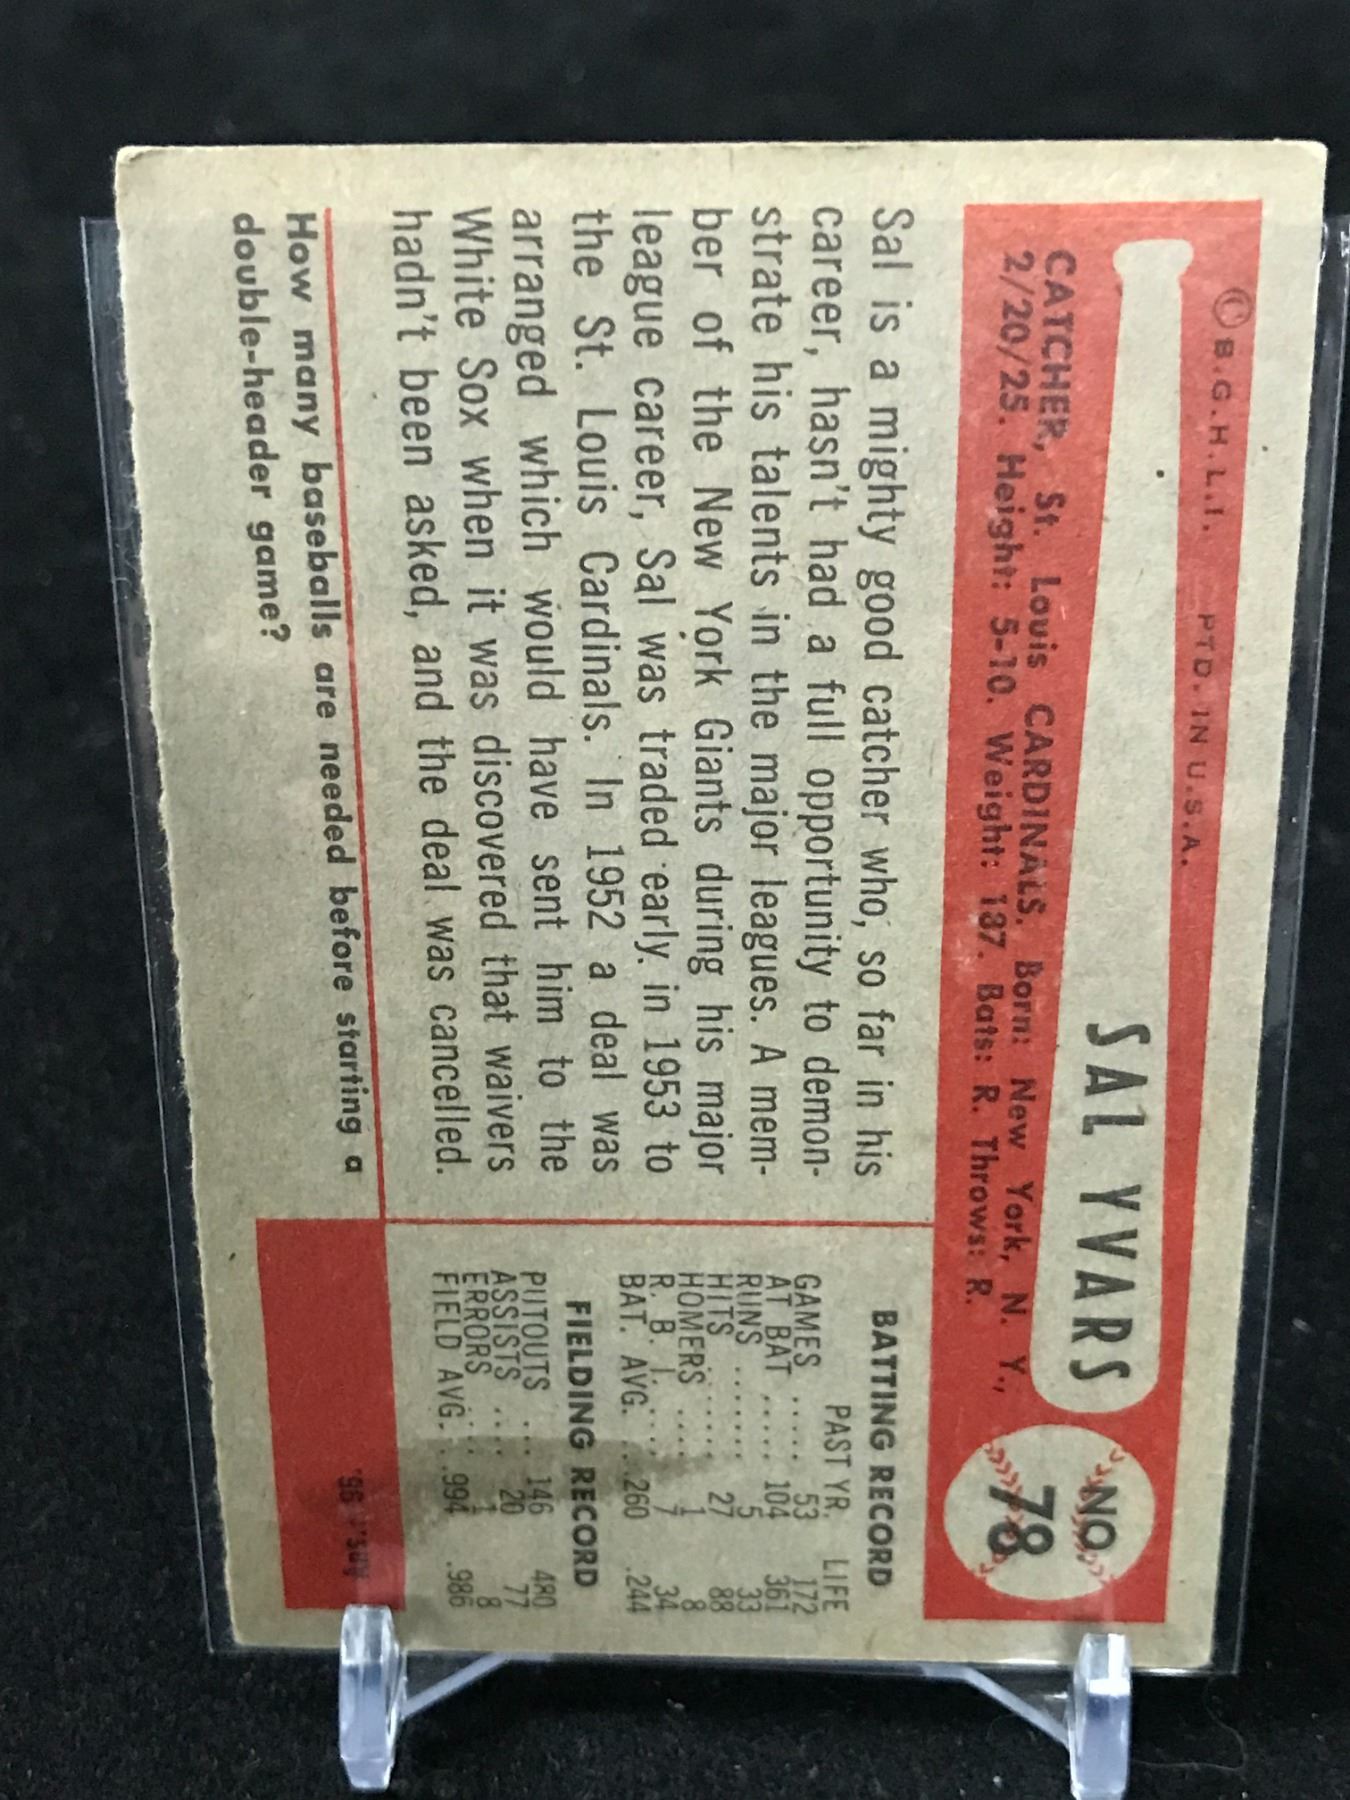 © B.G.H.L.I. PTD. IN U.S.A.
SAL YVARS
NO.
78
CATCHER, St. Louis CARDINALS. Born: New York, N. Y.,
2/20/25. Height: 5-10. Weight: 187. Bats: R. Throws: R.
Sal is a mighty good catcher who, so far in his
career, hasn't had a full opportunity to demon-
strate his talents in the major leagues. A mem-
ber of the New York Giants during his major
league career, Sal was traded early in 1953 to
the St. Louis Cardinals. In 1952 a deal was
arranged which would have sent him to the
White Sox when it was discovered that waivers
hadn't been asked, and the deal was cancelled.
BATTING RECORD
PAST YR. LIFE
GAMES ..... 53 172
AT BAT ..... 104 361
RUNS ....... 5 33
HITS ....... 27 88
HOMERS ..... 1 8
R. B. I. .... 7 34
BAT. AVG. ...260 .244
FIELDING RECORD
PUTOUTS ... 146 480
ASSISTS .... 20 77
ERRORS .... 1 8
FIELD AVG. ..994 .986
How many baseballs are needed before starting a
double-header game?